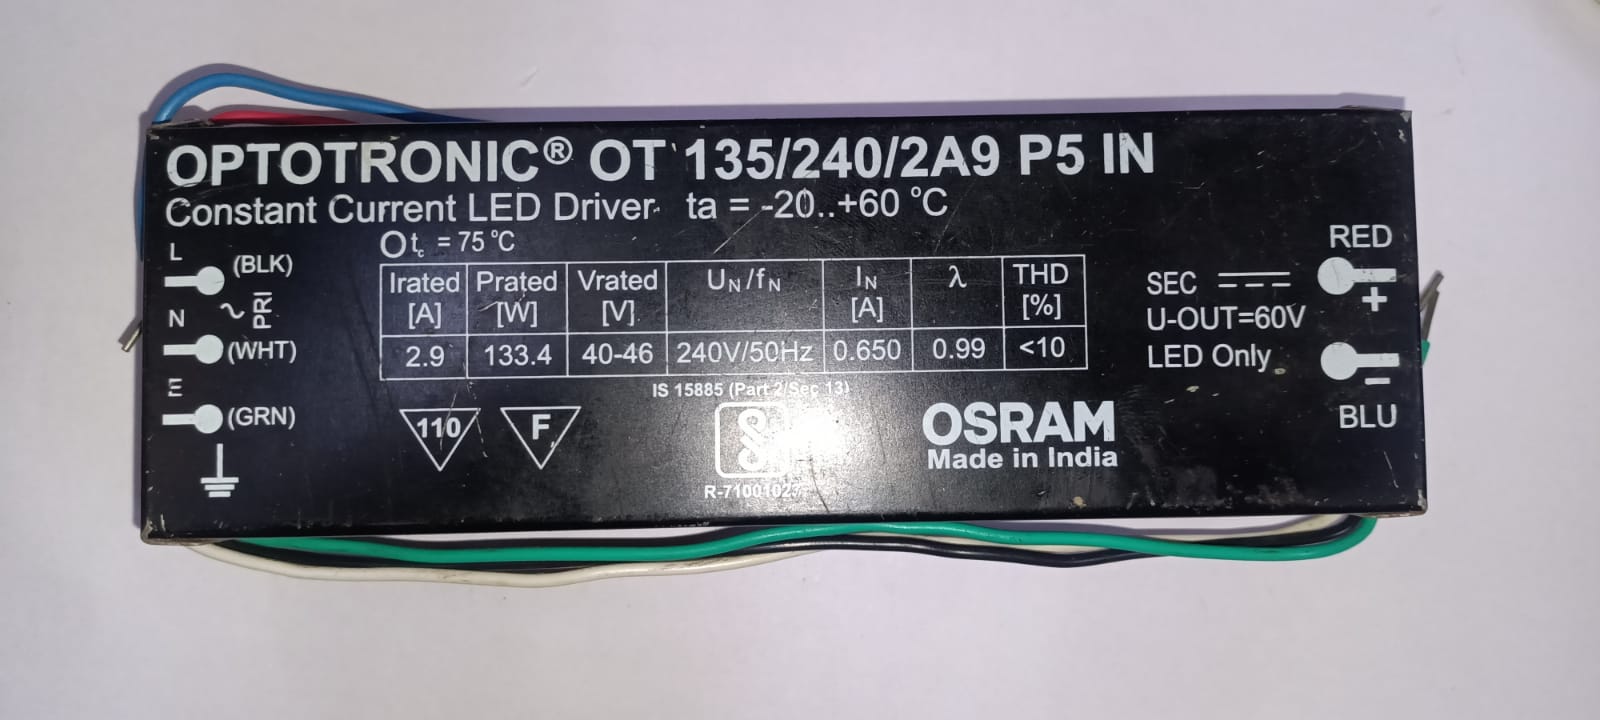 OPTOTRONIC® OT 135/240/2A9 P5 IN
Constant Current LED Driver ta = -20..+60 °C
tc = 75 °C
L
(BLK)
N
~
PRI
(WHT)
E
(GRN)
Irated [A] Prated [W] Vrated [V] UN/fN IN [A] λ THD [%]
2.9 133.4 40-46 240V/50Hz 0.650 0.99 <10
IS 15885 (Part 2/Sec 13)
110 F
R-71001027
OSRAM
Made in India
SEC
U-OUT=60V
LED Only
RED
+
-
BLU